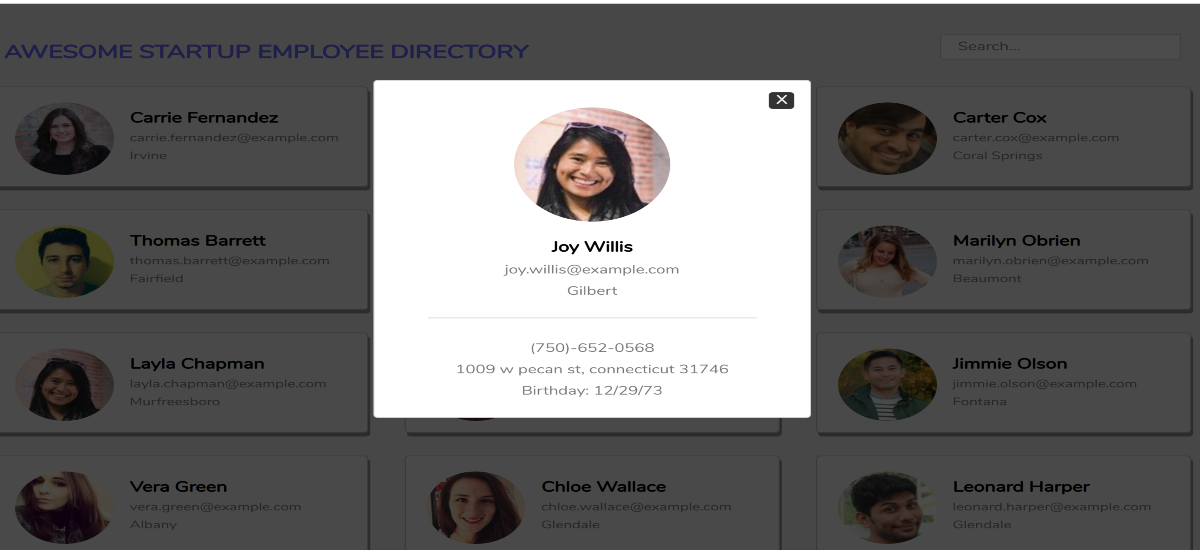 AWESOME STARTUP EMPLOYEE DIRECTORY
Search...
Carrie Fernandez
carrie.fernandez@example.com
Irvine
Carter Cox
carter.cox@example.com
Coral Springs
Thomas Barrett
thomas.barrett@example.com
Fairfield
Joy Willis
joy.willis@example.com
Gilbert
(750)-652-0568
1009 w pecan st, connecticut 31746
Birthday: 12/29/73
Marilyn Obrien
marilyn.obrien@example.com
Beaumont
Layla Chapman
layla.chapman@example.com
Murfreesboro
Jimmie Olson
jimmie.olson@example.com
Fontana
Vera Green
vera.green@example.com
Albany
Chloe Wallace
chloe.wallace@example.com
Glendale
Leonard Harper
leonard.harper@example.com
Glendale